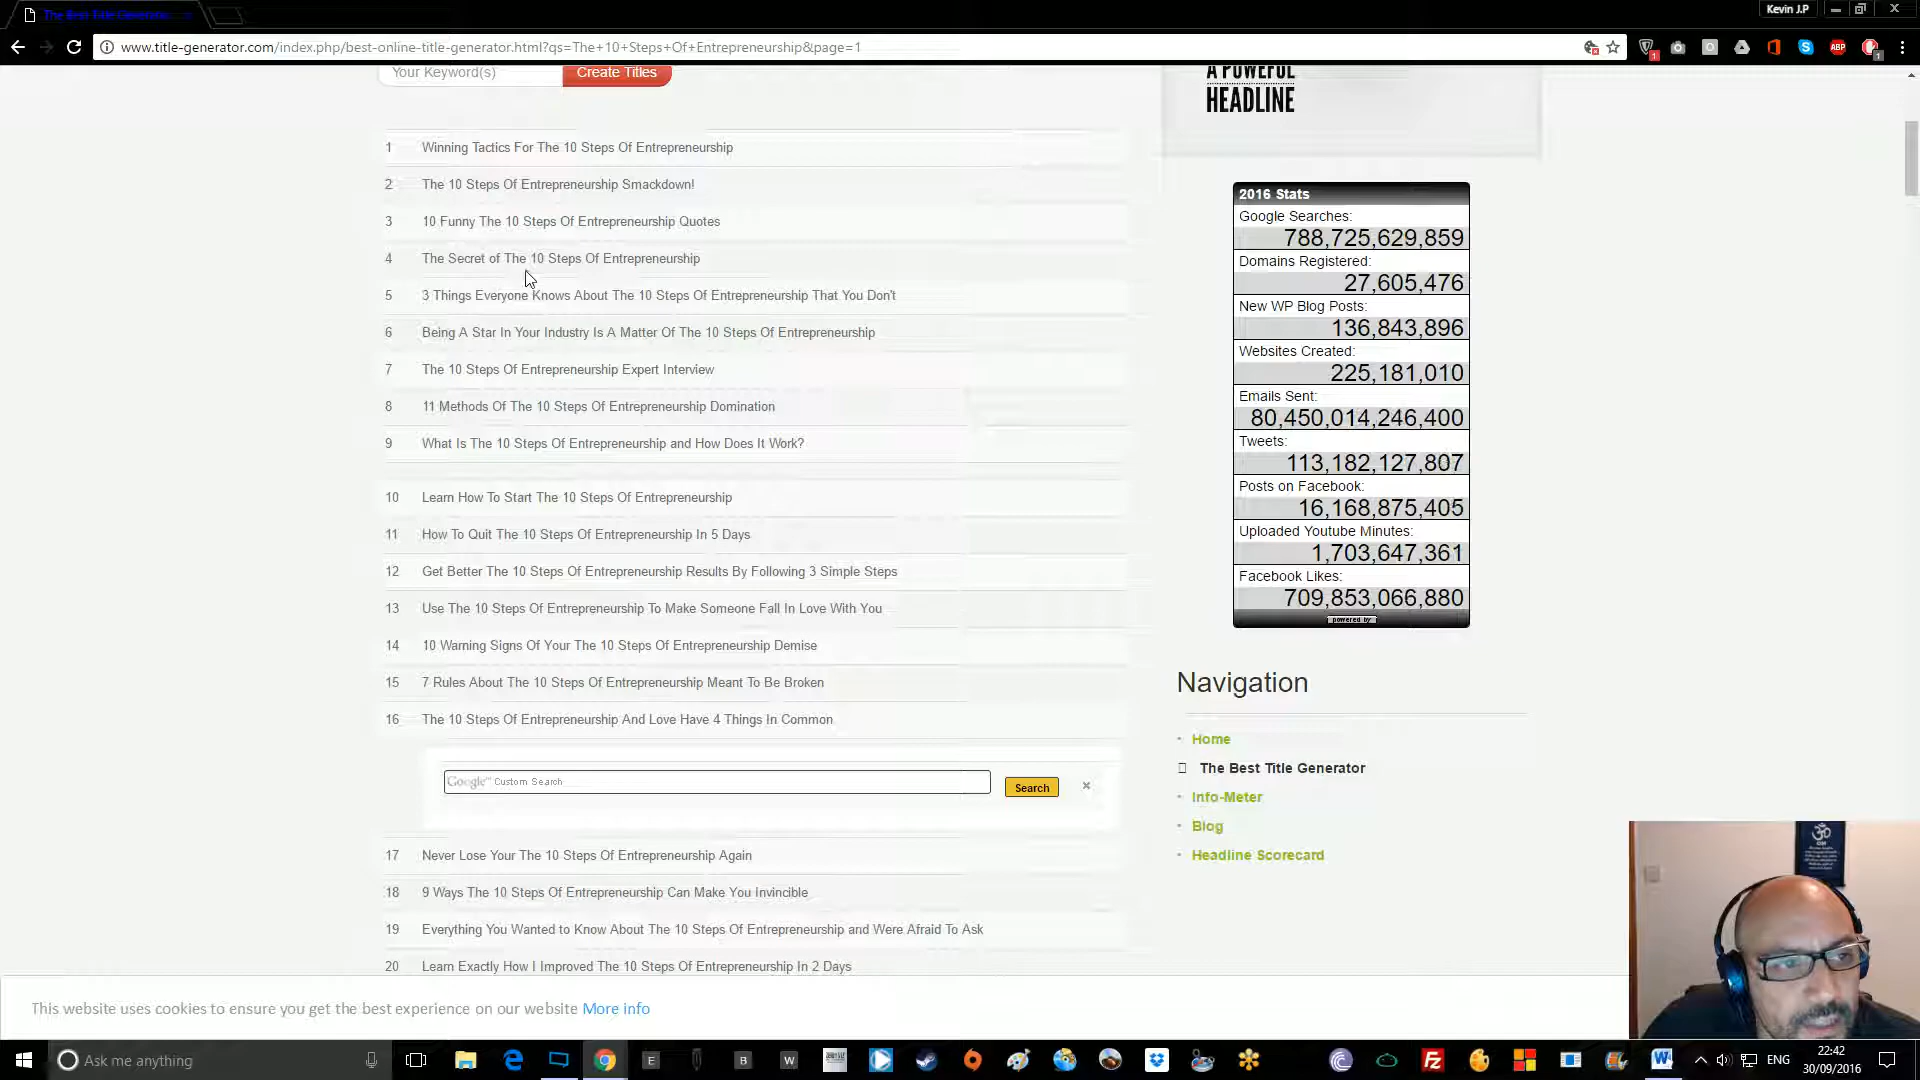 The Best Title Generator
Kevin J.P
www.title-generator.com/index.php/best-online-title-generator.html?qs=The+10+Steps+Of+Entrepreneurship&page=1
Your Keyword(s)
Create Titles
1 Winning Tactics For The 10 Steps Of Entrepreneurship
2 The 10 Steps Of Entrepreneurship Smackdown!
3 10 Funny The 10 Steps Of Entrepreneurship Quotes
4 The Secret of The 10 Steps Of Entrepreneurship
5 3 Things Everyone Knows About The 10 Steps Of Entrepreneurship That You Don't
6 Being A Star In Your Industry Is A Matter Of The 10 Steps Of Entrepreneurship
7 The 10 Steps Of Entrepreneurship Expert Interview
8 11 Methods Of The 10 Steps Of Entrepreneurship Domination
9 What Is The 10 Steps Of Entrepreneurship and How Does It Work?
10 Learn How To Start The 10 Steps Of Entrepreneurship
11 How To Quit The 10 Steps Of Entrepreneurship In 5 Days
12 Get Better The 10 Steps Of Entrepreneurship Results By Following 3 Simple Steps
13 Use The 10 Steps Of Entrepreneurship To Make Someone Fall In Love With You
14 10 Warning Signs Of Your The 10 Steps Of Entrepreneurship Demise
15 7 Rules About The 10 Steps Of Entrepreneurship Meant To Be Broken
16 The 10 Steps Of Entrepreneurship And Love Have 4 Things In Common
Google™ Custom Search
Search
×
17 Never Lose Your The 10 Steps Of Entrepreneurship Again
18 9 Ways The 10 Steps Of Entrepreneurship Can Make You Invincible
19 Everything You Wanted to Know About The 10 Steps Of Entrepreneurship and Were Afraid To Ask
20 Learn Exactly How I Improved The 10 Steps Of Entrepreneurship In 2 Days
A POWERFUL
HEADLINE
2016 Stats
Google Searches:
788,725,629,859
Domains Registered:
27,605,476
New WP Blog Posts:
136,843,896
Websites Created:
225,181,010
Emails Sent:
80,450,014,246,400
Tweets:
113,182,127,807
Posts on Facebook:
16,168,875,405
Uploaded Youtube Minutes:
1,703,647,361
Facebook Likes:
709,853,066,880
powered by
Navigation
Home
The Best Title Generator
Info-Meter
Blog
Headline Scorecard
This website uses cookies to ensure you get the best experience on our website More info
Ask me anything
ENG
22:42
30/09/2016